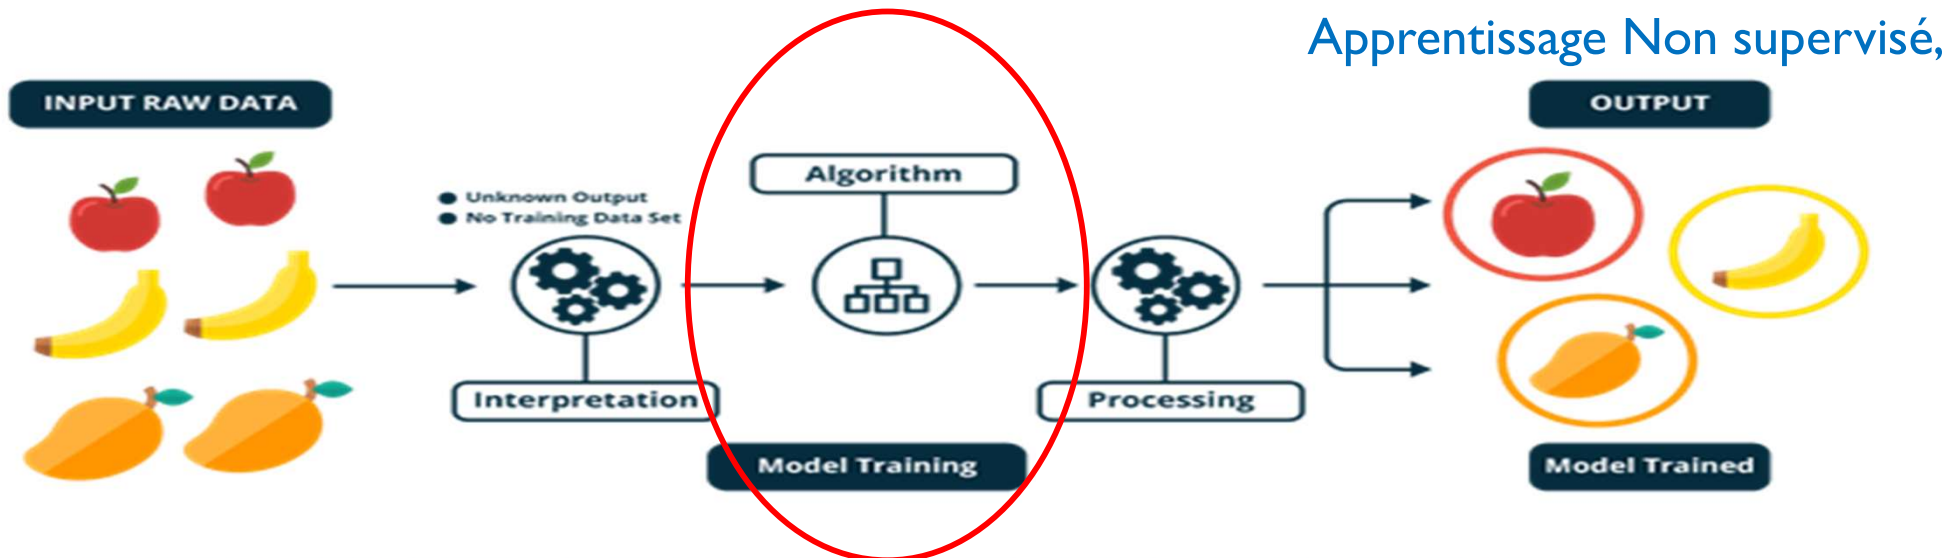 Apprentissage Non supervisé,
INPUT RAW DATA
OUTPUT
Algorithm
● Unknown Output
● No Training Data Set
Interpretation
Processing
Model Training
Model Trained